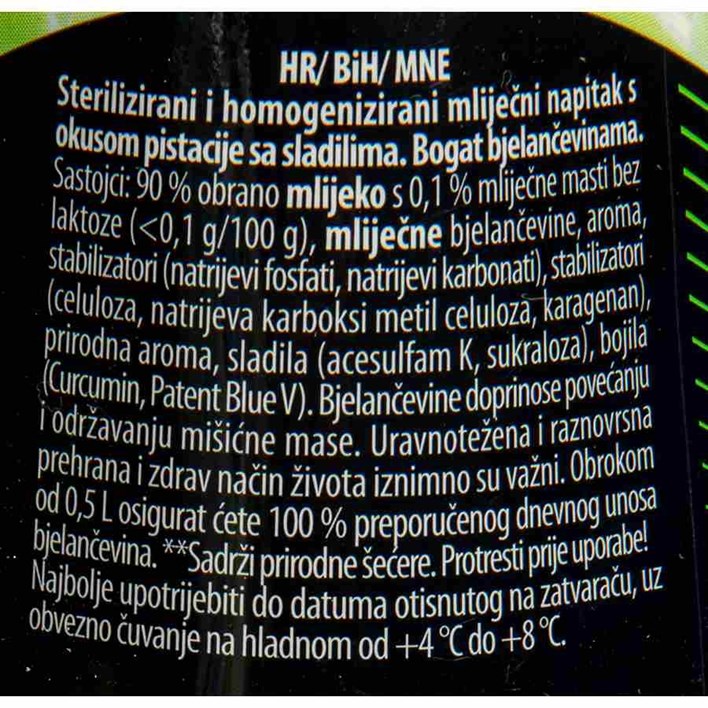 HR/ BiH/ MNE
Sterilizirani i homogenizirani mliječni napitak s
okusom pistacije sa sladilima. Bogat bjelančevinama.
Sastojci: 90 % obrano mlijeko s 0,1 % mliječne masti bez
laktoze (<0,1 g/100 g), mliječne bjelančevine, aroma,
stabilizatori (natrijevi fosfati, natrijevi karbonati), stabilizatori
(celuloza, natrijeva karboksi metil celuloza, karagenan),
prirodna aroma, sladila (acesulfam K, sukraloza), bojila
(Curcumin, Patent Blue V). Bjelančevine doprinose povećanju
i održavanju mišićne mase. Uravnotežena i raznovrsna
prehrana i zdrav način života iznimno su važni. Obrokom
od 0,5 L osigurat ćete 100 % preporučenog dnevnog unosa
bjelančevina. **Sadrži prirodne šećere. Protresti prije uporabe!
Najbolje upotrijebiti do datuma otisnutog na zatvaraču, uz
obvezno čuvanje na hladnom od +4 °C do +8 °C.